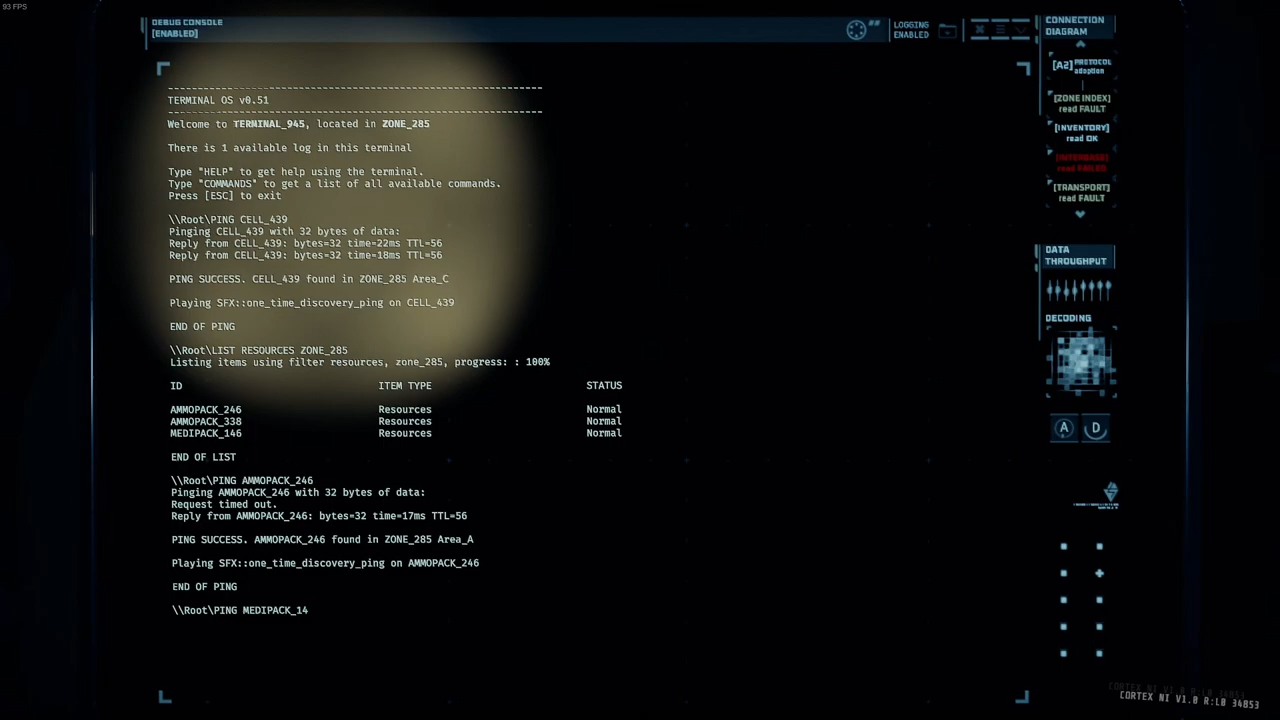 93 FPS
DEBUG CONSOLE
[ENABLED]
LOGGING
ENABLED
------------------------------------------------------------
TERMINAL OS v0.51
------------------------------------------------------------
Welcome to TERMINAL_945, located in ZONE_285
There is 1 available log in this terminal
Type "HELP" to get help using the terminal.
Type "COMMANDS" to get a list of all available commands.
Press [ESC] to exit
\\Root\PING CELL_439
Pinging CELL_439 with 32 bytes of data:
Reply from CELL_439: bytes=32 time=22ms TTL=56
Reply from CELL_439: bytes=32 time=18ms TTL=56
PING SUCCESS. CELL_439 found in ZONE_285 Area_C
Playing SFX::one_time_discovery_ping on CELL_439
END OF PING
\\Root\LIST RESOURCES ZONE_285
Listing items using filter resources, zone_285, progress: : 100%
ID ITEM TYPE STATUS
AMMOPACK_246 Resources Normal
AMMOPACK_338 Resources Normal
MEDIPACK_146 Resources Normal
END OF LIST
\\Root\PING AMMOPACK_246
Pinging AMMOPACK_246 with 32 bytes of data:
Request timed out.
Reply from AMMOPACK_246: bytes=32 time=17ms TTL=56
PING SUCCESS. AMMOPACK_246 found in ZONE_285 Area_A
Playing SFX::one_time_discovery_ping on AMMOPACK_246
END OF PING
\\Root\PING MEDIPACK_14
CONNECTION
DIAGRAM
[A2] PROTOCOL
adaption
[ZONE INDEX]
read FAULT
[INVENTORY]
read OK
read FAILED
[TRANSPORT]
read FAULT
DATA
THROUGHPUT
DECODING
A D
CORTEX NI V1.0 R:L0 34853